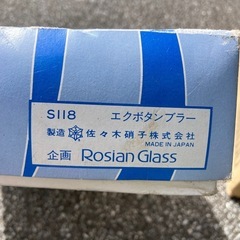 S118 エクボタンブラー
製造 佐々木硝子株式会社
MADE IN JAPAN
企画 Rosian Glass